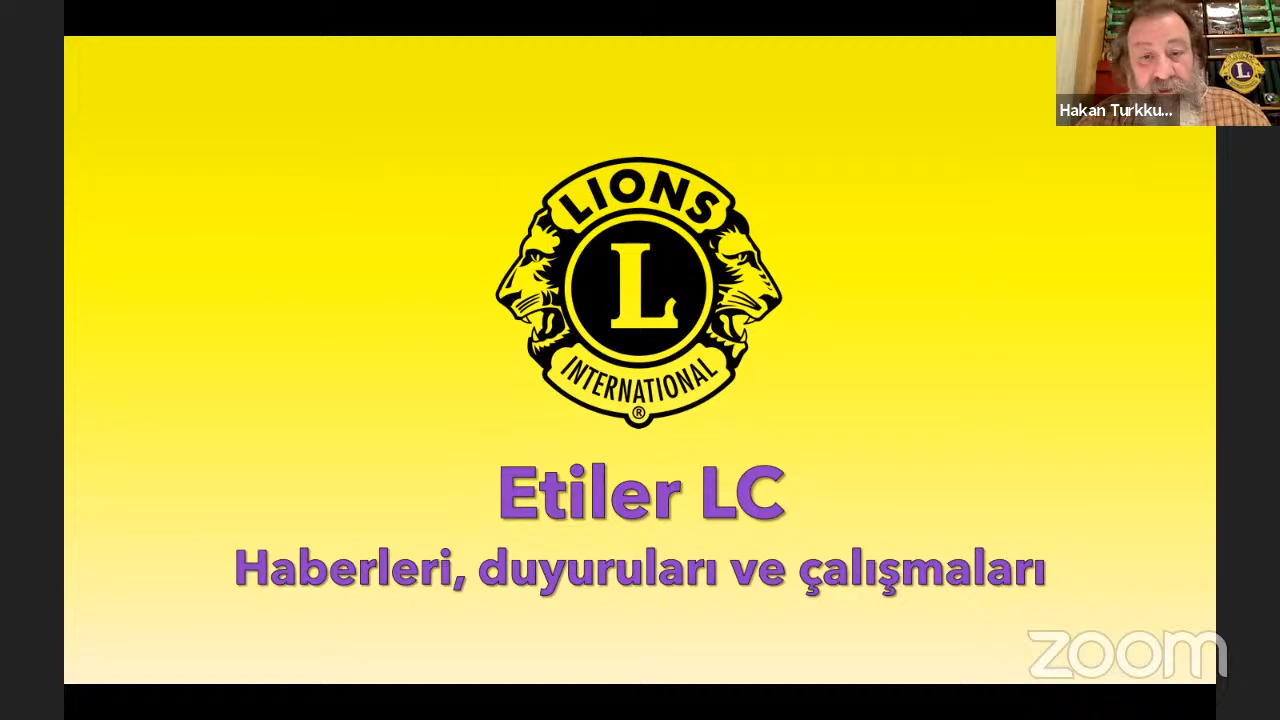 Hakan Turkku...
LIONS
L
INTERNATIONAL
®
Etiler LC
Haberleri, duyuruları ve çalışmaları
zoom
L